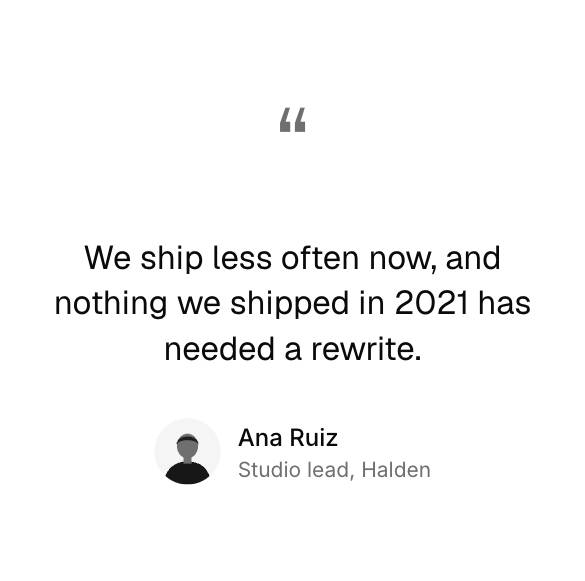 “
We ship less often now, and
nothing we shipped in 2021 has
needed a rewrite.
Ana Ruiz
Studio lead, Halden